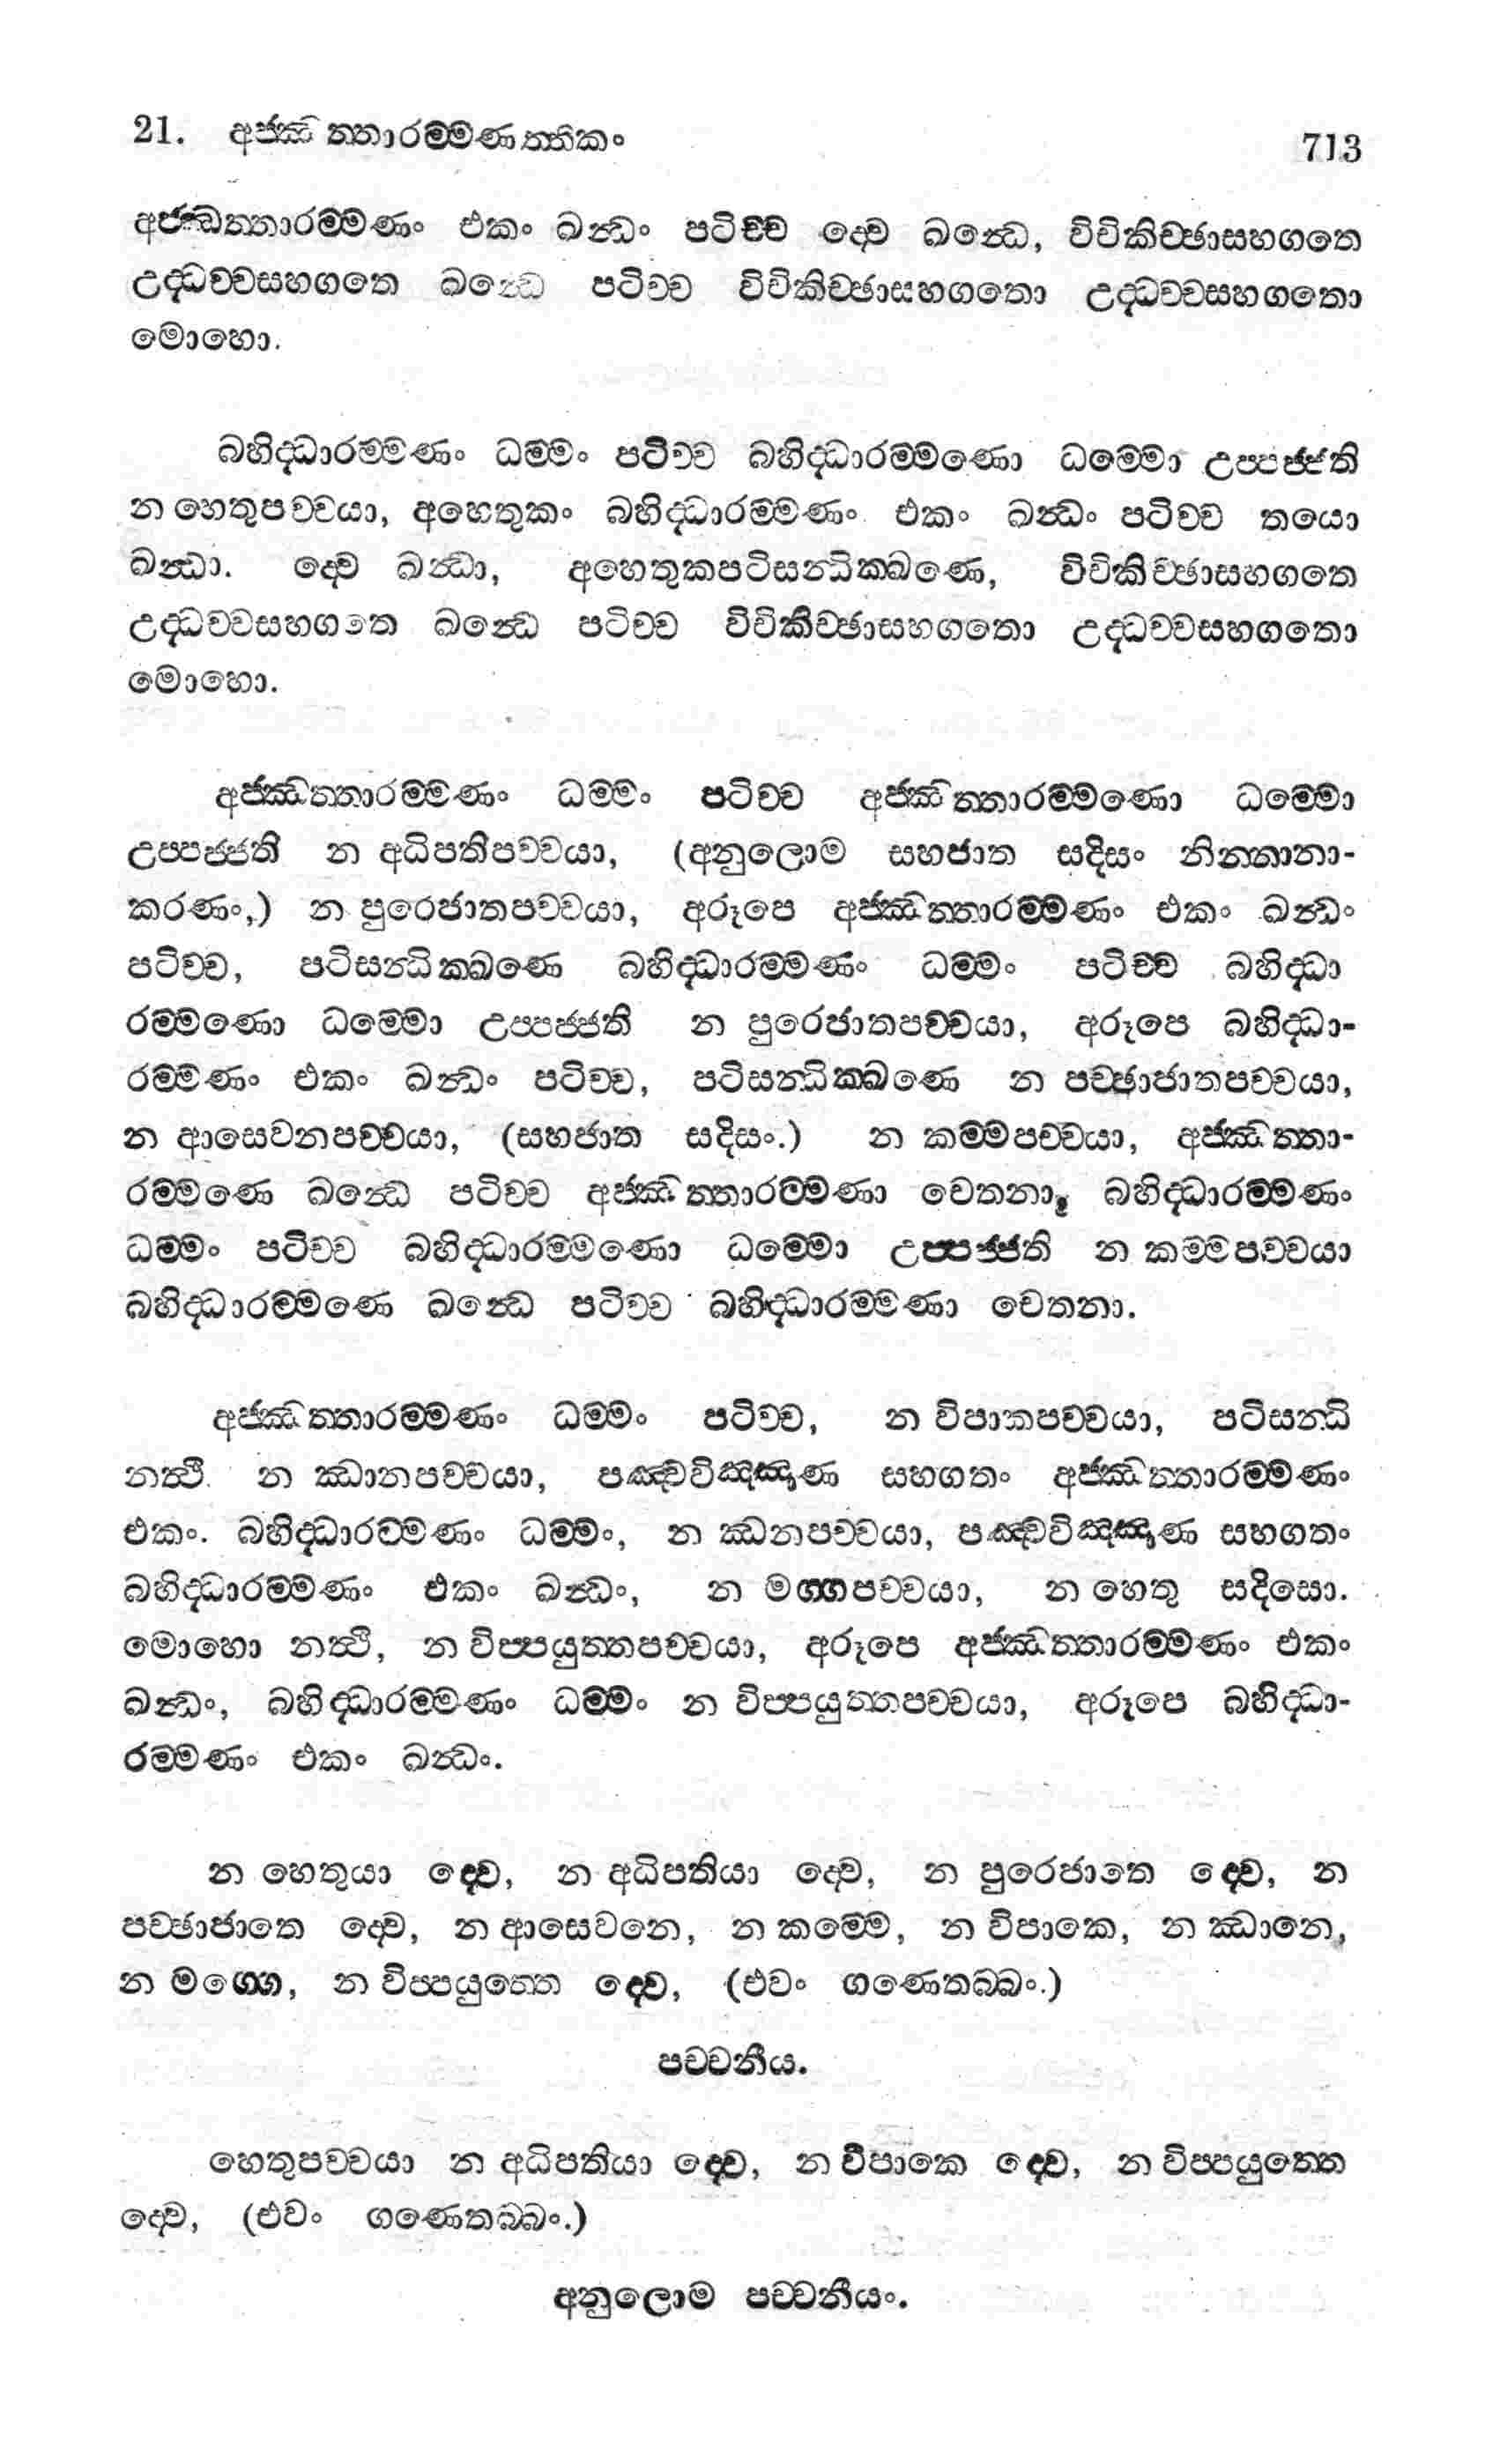 21. අජ්ඣත්තාරම්මණත්තිකං
713
අජ්ඣත්තාරම්මණං එකං ඛන්ධං පටිච්ච ද්වෙ ඛන්ධෙ, විචිකිච්ඡාසහගතෙ
උද්ධච්චසහගතෙ ඛන්ධෙ පටිච්ච විචිකිච්ඡාසහගතො උද්ධච්චසහගතො
මොහො.
බහිද්ධාරම්මණං ධම්මං පටිච්ච බහිද්ධාරම්මණො ධම්මො උප්පජ්ජති
න හෙතුපච්චයා, අහෙතුකං බහිද්ධාරම්මණං එකං ඛන්ධං පටිච්ච තයො
ඛන්ධා. ද්වෙ ඛන්ධා, අහෙතුකපටිසන්ධික්ඛණෙ, විචිකිච්ඡාසහගතෙ
උද්ධච්චසහගතෙ ඛන්ධෙ පටිච්ච විචිකිච්ඡාසහගතො උද්ධච්චසහගතො
මොහො.
අජ්ඣත්තාරම්මණං ධම්මං පටිච්ච අජ්ඣත්තාරම්මණො ධම්මො
උප්පජ්ජති න අධිපතිපච්චයා, (අනුලොම සහජාත සදිසං නින්නානා-
කරණං,) න පුරෙජාතපච්චයා, අරූපෙ අජ්ඣත්තාරම්මණං එකං ඛන්ධං
පටිච්ච, පටිසන්ධික්ඛණෙ බහිද්ධාරම්මණං ධම්මං පටිච්ච බහිද්ධා
රම්මණො ධම්මො උප්පජ්ජති න පුරෙජාතපච්චයා, අරූපෙ බහිද්ධා-
රම්මණං එකං ඛන්ධං පටිච්ච, පටිසන්ධික්ඛණෙ න පච්ඡාජාතපච්චයා,
න ආසෙවනපච්චයා, (සහජාත සදිසං.) න කම්මපච්චයා, අජ්ඣත්තා-
රම්මණෙ ඛන්ධෙ පටිච්ච අජ්ඣත්තාරම්මණා චෙතනා, බහිද්ධාරම්මණං
ධම්මං පටිච්ච බහිද්ධාරම්මණො ධම්මො උප්පජ්ජති න කම්මපච්චයා
බහිද්ධාරම්මණෙ ඛන්ධෙ පටිච්ච බහිද්ධාරම්මණා චෙතනා.
අජ්ඣත්තාරම්මණං ධම්මං පටිච්ච, න විපාකපච්චයා, පටිසන්ධි
නත්ථි. න ඣානපච්චයා, පඤ්චවිඤ්ඤාණ සහගතං අජ්ඣත්තාරම්මණං
එකං. බහිද්ධාරම්මණං ධම්මං, න ඣනපච්චයා, පඤ්චවිඤ්ඤාණ සහගතං
බහිද්ධාරම්මණං එකං ඛන්ධං, න මග්ගපච්චයා, න හෙතු සදිසො.
මොහො නත්ථි, න විප්පයුත්තපච්චයා, අරූපෙ අජ්ඣත්තාරම්මණං එකං
ඛන්ධං, බහිද්ධාරම්මණං ධම්මං න විප්පයුත්තපච්චයා, අරූපෙ බහිද්ධා-
රම්මණං එකං ඛන්ධං.
න හෙතුයා ද්වෙ, න අධිපතියා ද්වෙ, න පුරෙජාතෙ ද්වෙ, න
පච්ඡාජාතෙ ද්වෙ, න ආසෙවනෙ, න කම්මෙ, න විපාකෙ, න ඣානෙ,
න මග්ගෙ, න විප්පයුත්තෙ ද්වෙ, (එවං ගණෙතබ්බං.)
පච්චනීය.
හෙතුපච්චයා න අධිපතියා ද්වෙ, න විපාකෙ ද්වෙ, න විප්පයුත්තෙ
ද්වෙ, (එවං ගණෙතබ්බං.)
අනුලොම පච්චනීයං.